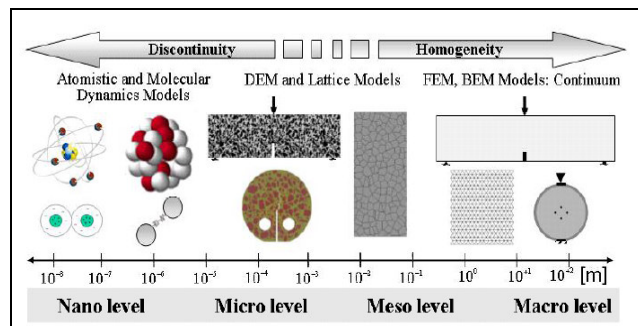 Discontinuity Homogeneity
Atomistic and Molecular Dynamics Models
DEM and Lattice Models
FEM, BEM Models: Continuum
10⁻⁸ 10⁻⁷ 10⁻⁶ 10⁻⁵ 10⁻⁴ 10⁻³ 10⁻² 10⁻¹ 10⁰ 10⁺¹ 10⁻² [m]
Nano level Micro level Meso level Macro level